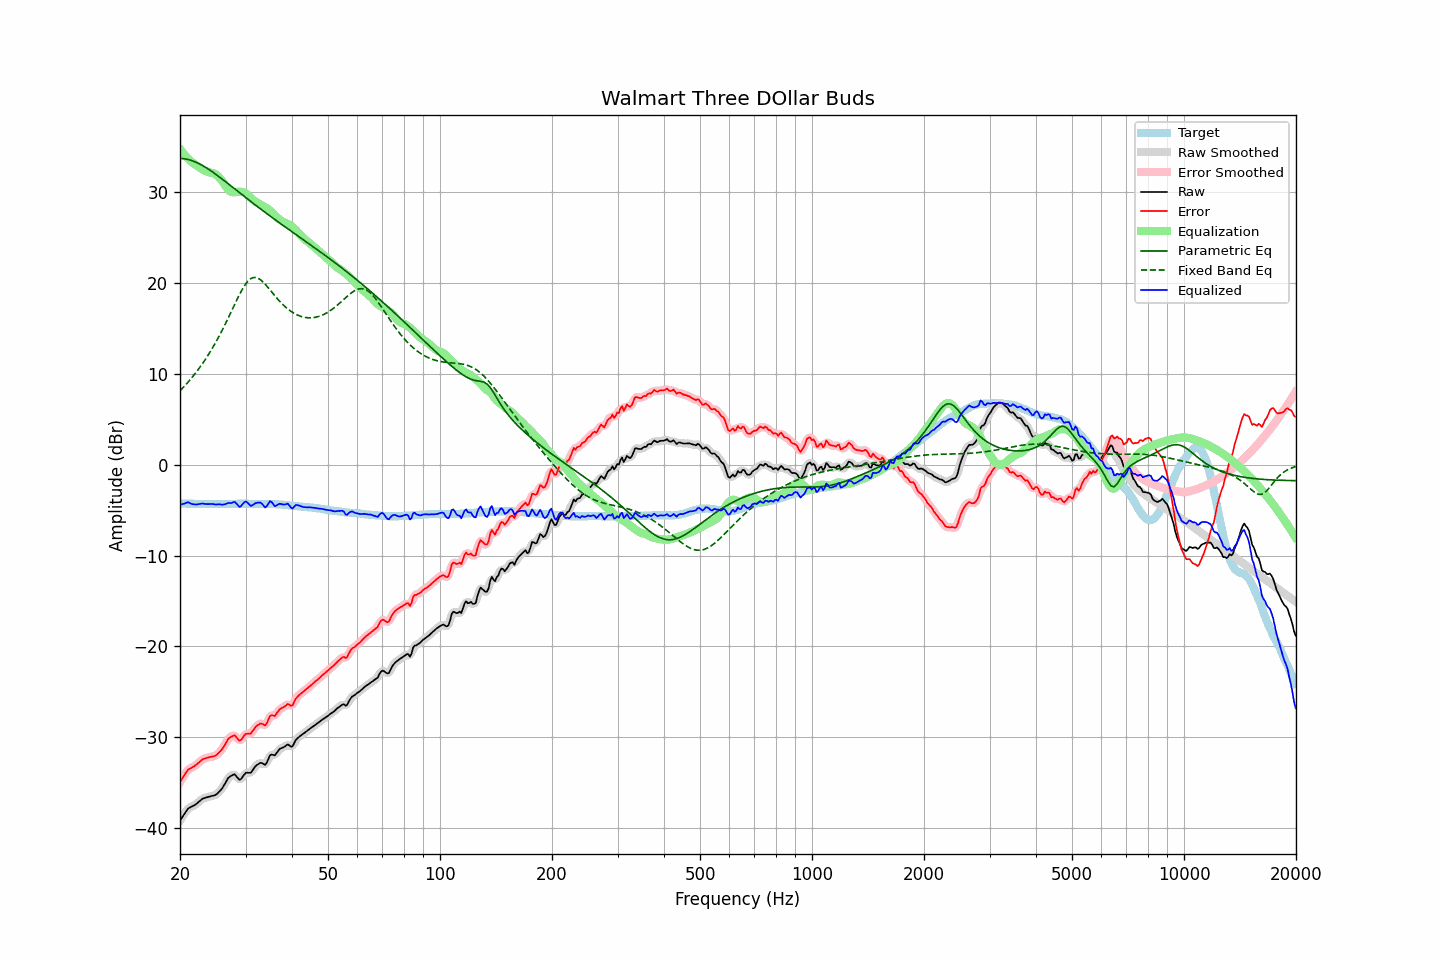 Walmart Three DOllar Buds
Target
Raw Smoothed
Error Smoothed
Raw
Error
Equalization
Parametric Eq
Fixed Band Eq
Equalized
Amplitude (dBr)
30
20
10
0
−10
−20
−30
−40
20 50 100 200 500 1000 2000 5000 10000 20000
Frequency (Hz)